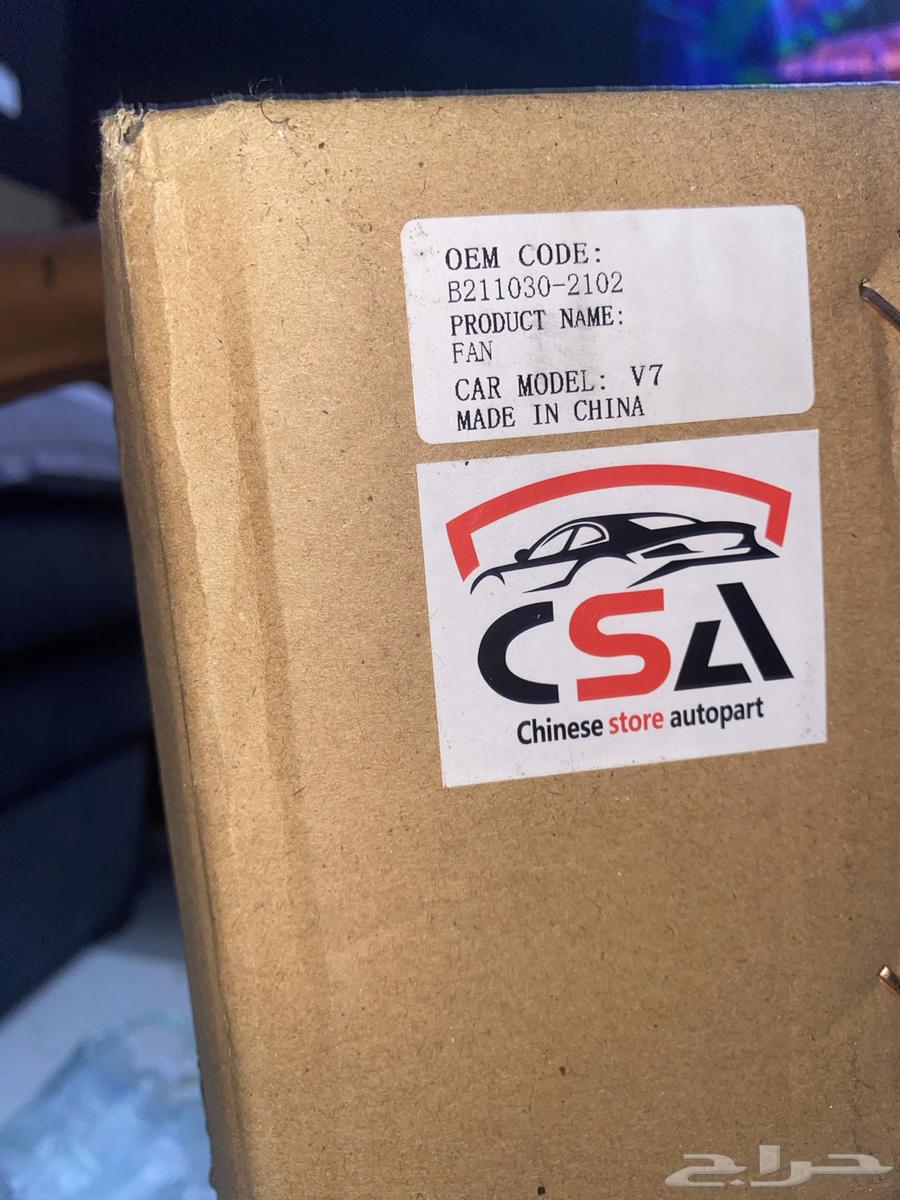 OEM CODE:
B211030-2102
PRODUCT NAME:
FAN
CAR MODEL: V7
MADE IN CHINA
CSA
Chinese store autopart
حراج